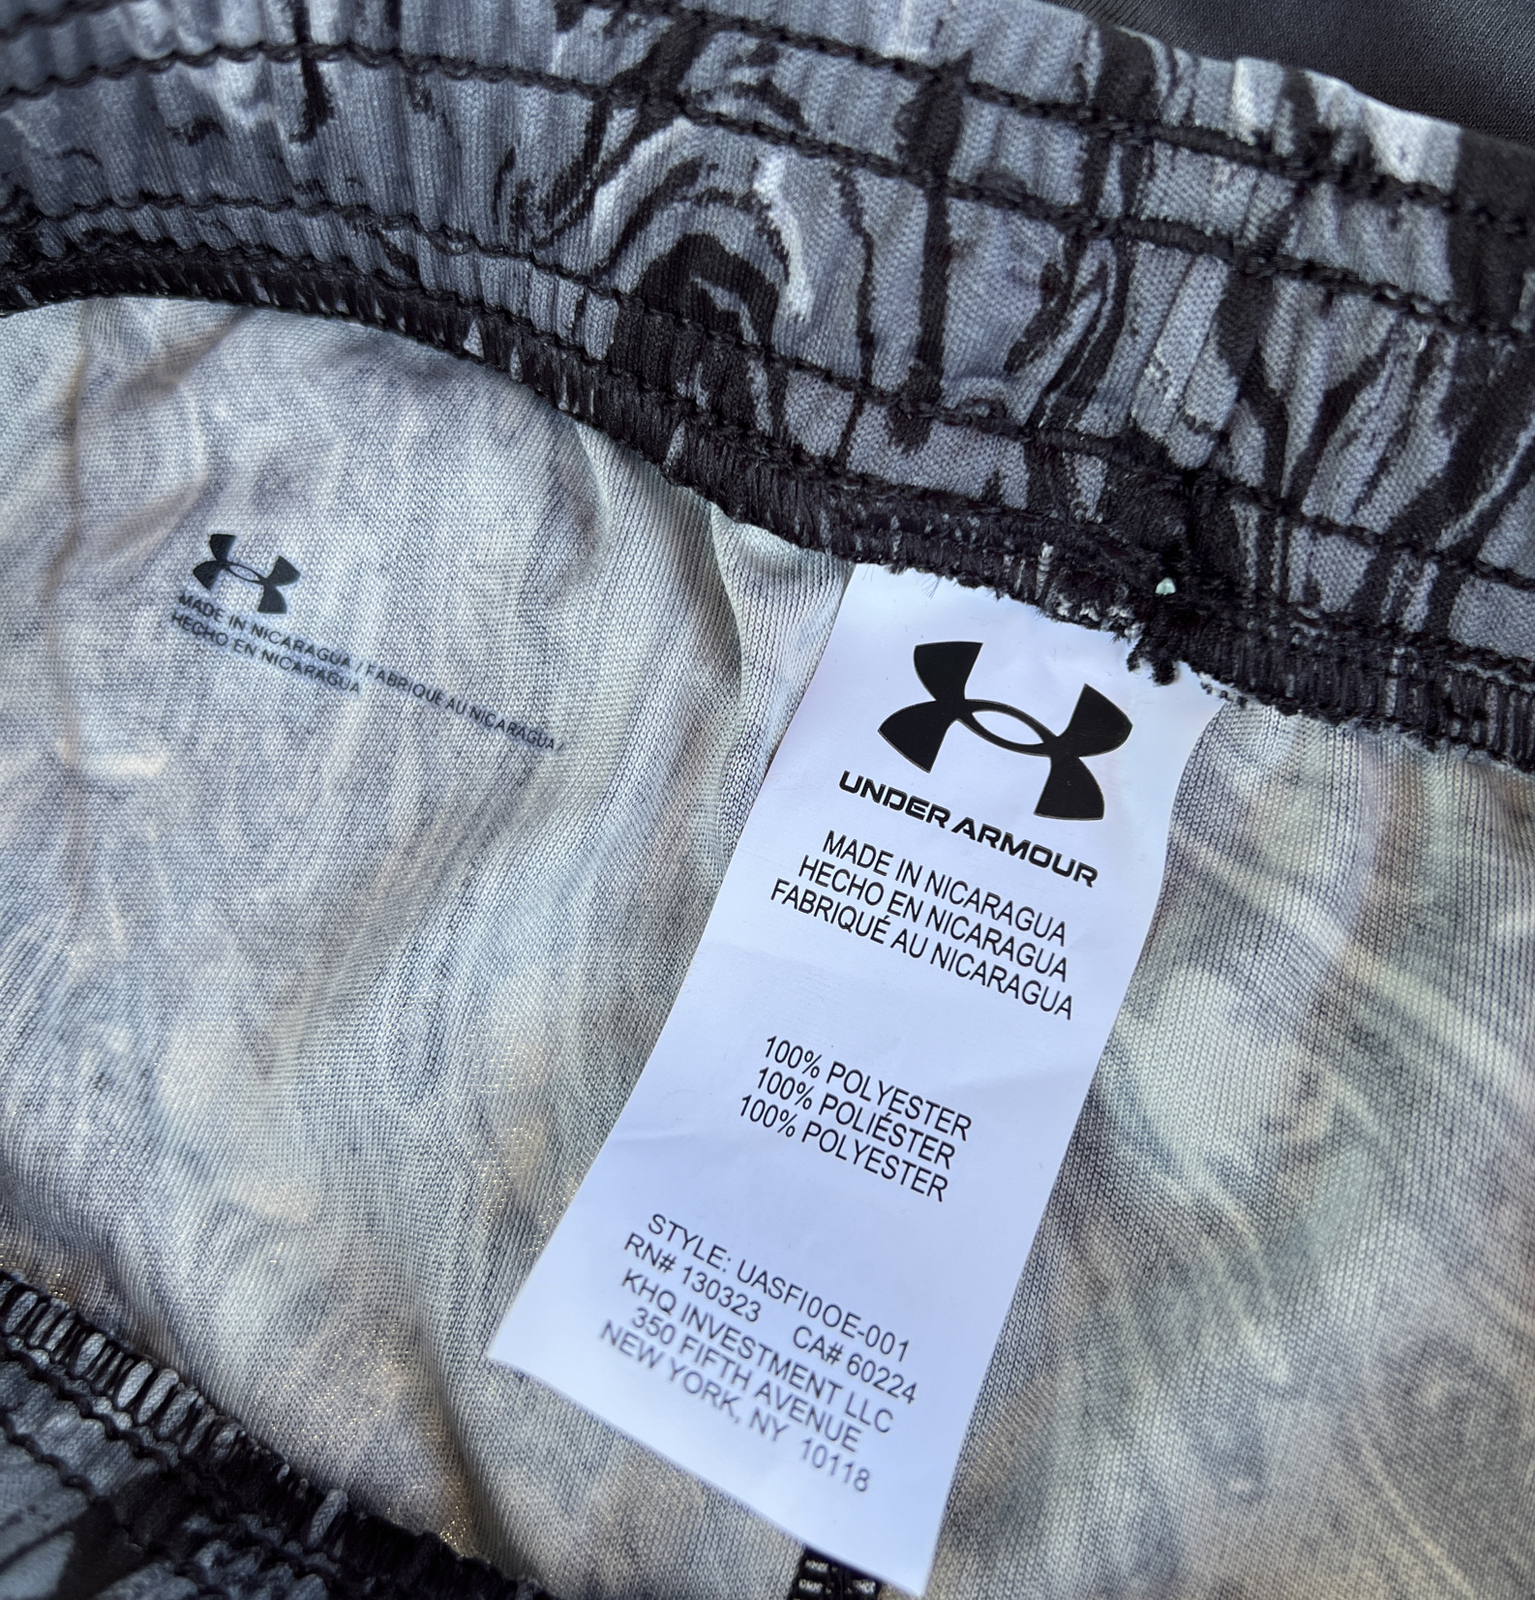 MADE IN NICARAGUA / FABRIQUE AU NICARAGUA /
HECHO EN NICARAGUA
UNDER ARMOUR
MADE IN NICARAGUA
HECHO EN NICARAGUA
FABRIQUÉ AU NICARAGUA
100% POLYESTER
100% POLIÉSTER
100% POLYESTER
STYLE: UASFI0OE-001
RN# 130323 CA# 60224
KHQ INVESTMENT LLC
350 FIFTH AVENUE
NEW YORK, NY 10118